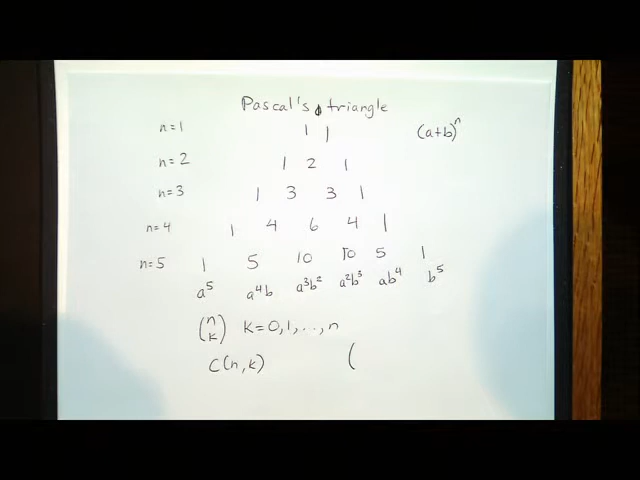 Pascal's triangle
n=1 1 1 (a+b)^n
n=2 1 2 1
n=3 1 3 3 1
n=4 1 4 6 4 1
n=5 1 5 10 10 5 1
a^5 a^4b a^3b^2 a^2b^3 ab^4 b^5
(n k) K=0,1,...,n
C(n,k) (